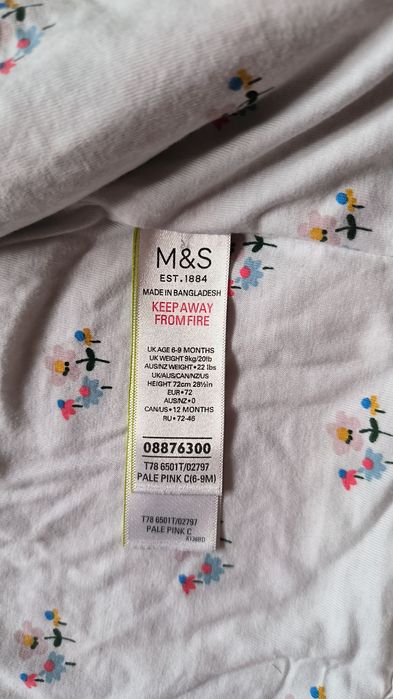 M&S
EST. 1884
MADE IN BANGLADESH
KEEP AWAY
FROM FIRE
UK AGE 6-9 MONTHS
UK WEIGHT 9kg/20lb
AUS/NZ WEIGHT•22 lbs
UK/AUS/CAN/NZ/US
HEIGHT 72cm 28½in
EUR•72
AUS/NZ•0
CAN/US•12 MONTHS
RU•72-46
08876300
T78 6501T/02797
PALE PINK C(6-9M)
T78 6501T/02797
PALE PINK C